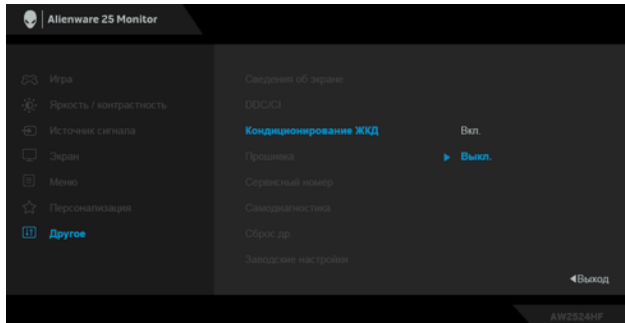 Alienware 25 Monitor
Игра
Яркость / контрастность
Источник сигнала
Экран
Меню
Персонализация
Другое
Сведения об экране
DDC/CI
Кондиционирование ЖКД
Прошивка
Сервисный номер
Самодиагностика
Сброс др.
Заводские настройки
Вкл.
Выкл.
Выход
AW2524HF